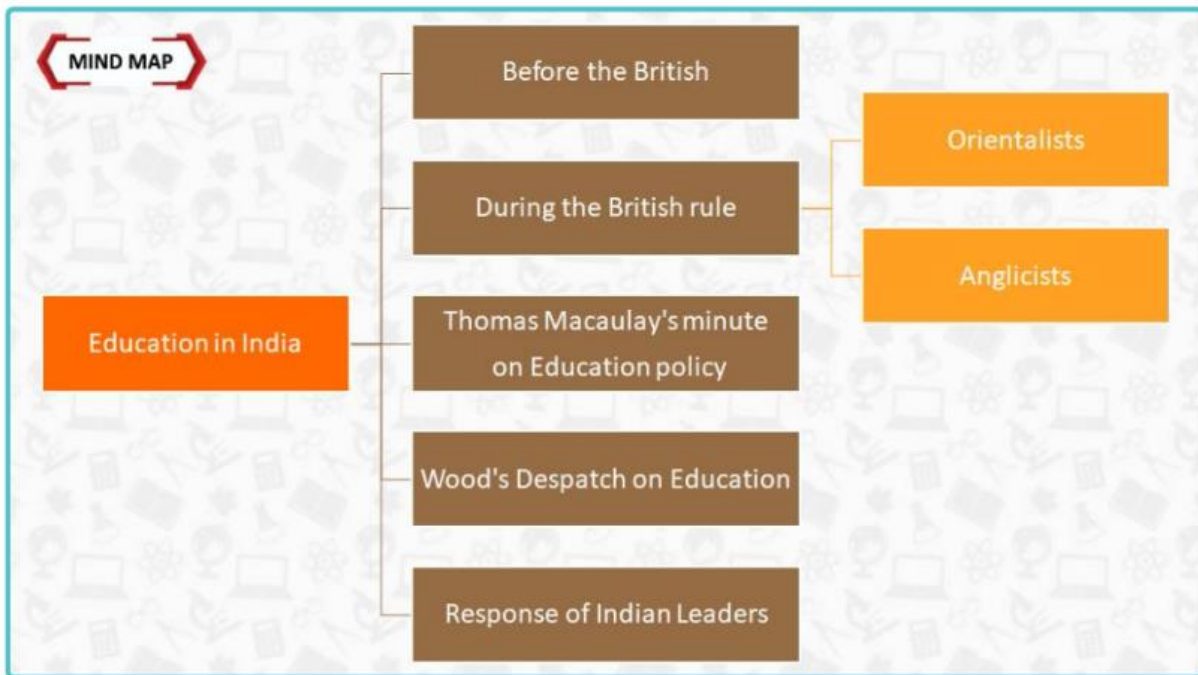 MIND MAP
Before the British
Orientalists
During the British rule
Anglicists
Education in India
Thomas Macaulay's minute
on Education policy
Wood's Despatch on Education
Response of Indian Leaders